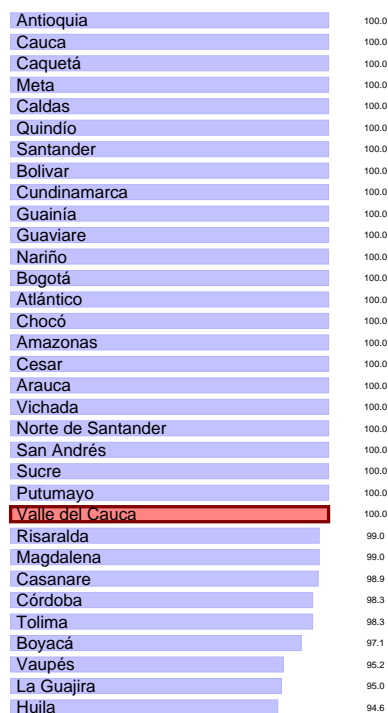 Antioquia 100.0
Cauca 100.0
Caquetá 100.0
Meta 100.0
Caldas 100.0
Quindío 100.0
Santander 100.0
Bolivar 100.0
Cundinamarca 100.0
Guainía 100.0
Guaviare 100.0
Nariño 100.0
Bogotá 100.0
Atlántico 100.0
Chocó 100.0
Amazonas 100.0
Cesar 100.0
Arauca 100.0
Vichada 100.0
Norte de Santander 100.0
San Andrés 100.0
Sucre 100.0
Putumayo 100.0
Valle del Cauca 100.0
Risaralda 99.0
Magdalena 99.0
Casanare 98.9
Córdoba 98.3
Tolima 98.3
Boyacá 97.1
Vaupés 95.2
La Guajira 95.0
Huila 94.6